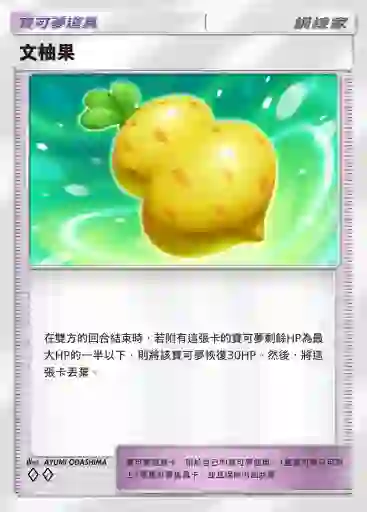 寶可夢道具
訓練家
文柚果
在雙方的回合結束時，若附有這張卡的寶可夢剩餘HP為最
大HP的一半以下，則將該寶可夢恢復30HP。然後，將這
張卡丟棄。
Illus. AYUMI ODASHIMA